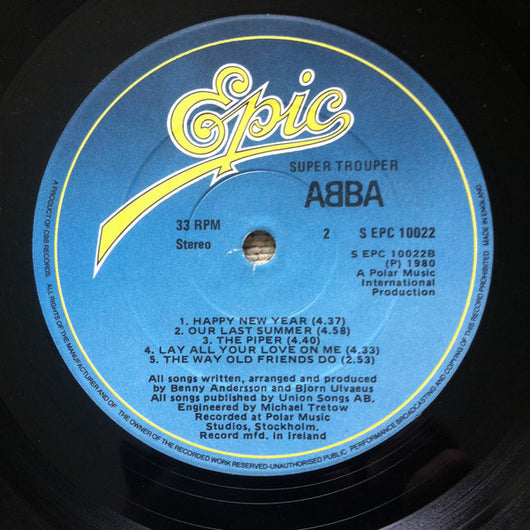 Epic
SUPER TROUPER
ABBA
33 RPM
Stereo
2
S EPC 10022
S EPC 10022B
(P) 1980
A Polar Music
International
Production
1. HAPPY NEW YEAR (4.37)
2. OUR LAST SUMMER (4.58)
3. THE PIPER (4.40)
4. LAY ALL YOUR LOVE ON ME (4.33)
5. THE WAY OLD FRIENDS DO (2.53)
All songs written, arranged and produced
by Benny Andersson and Bjorn Ulvaeus
All songs published by Union Songs AB.
Engineered by Michael Tretow
Recorded at Polar Music
Studios, Stockholm.
Record mfd. in Ireland
A PRODUCT OF CBS RECORDS. ALL RIGHTS OF THE MANUFACTURER AND OF THE OWNER OF THE RECORDED WORK RESERVED-UNAUTHORISED PUBLIC PERFORMANCE BROADCASTING AND COPYING OF THIS RECORD PROHIBITED MADE IN ENGLAND